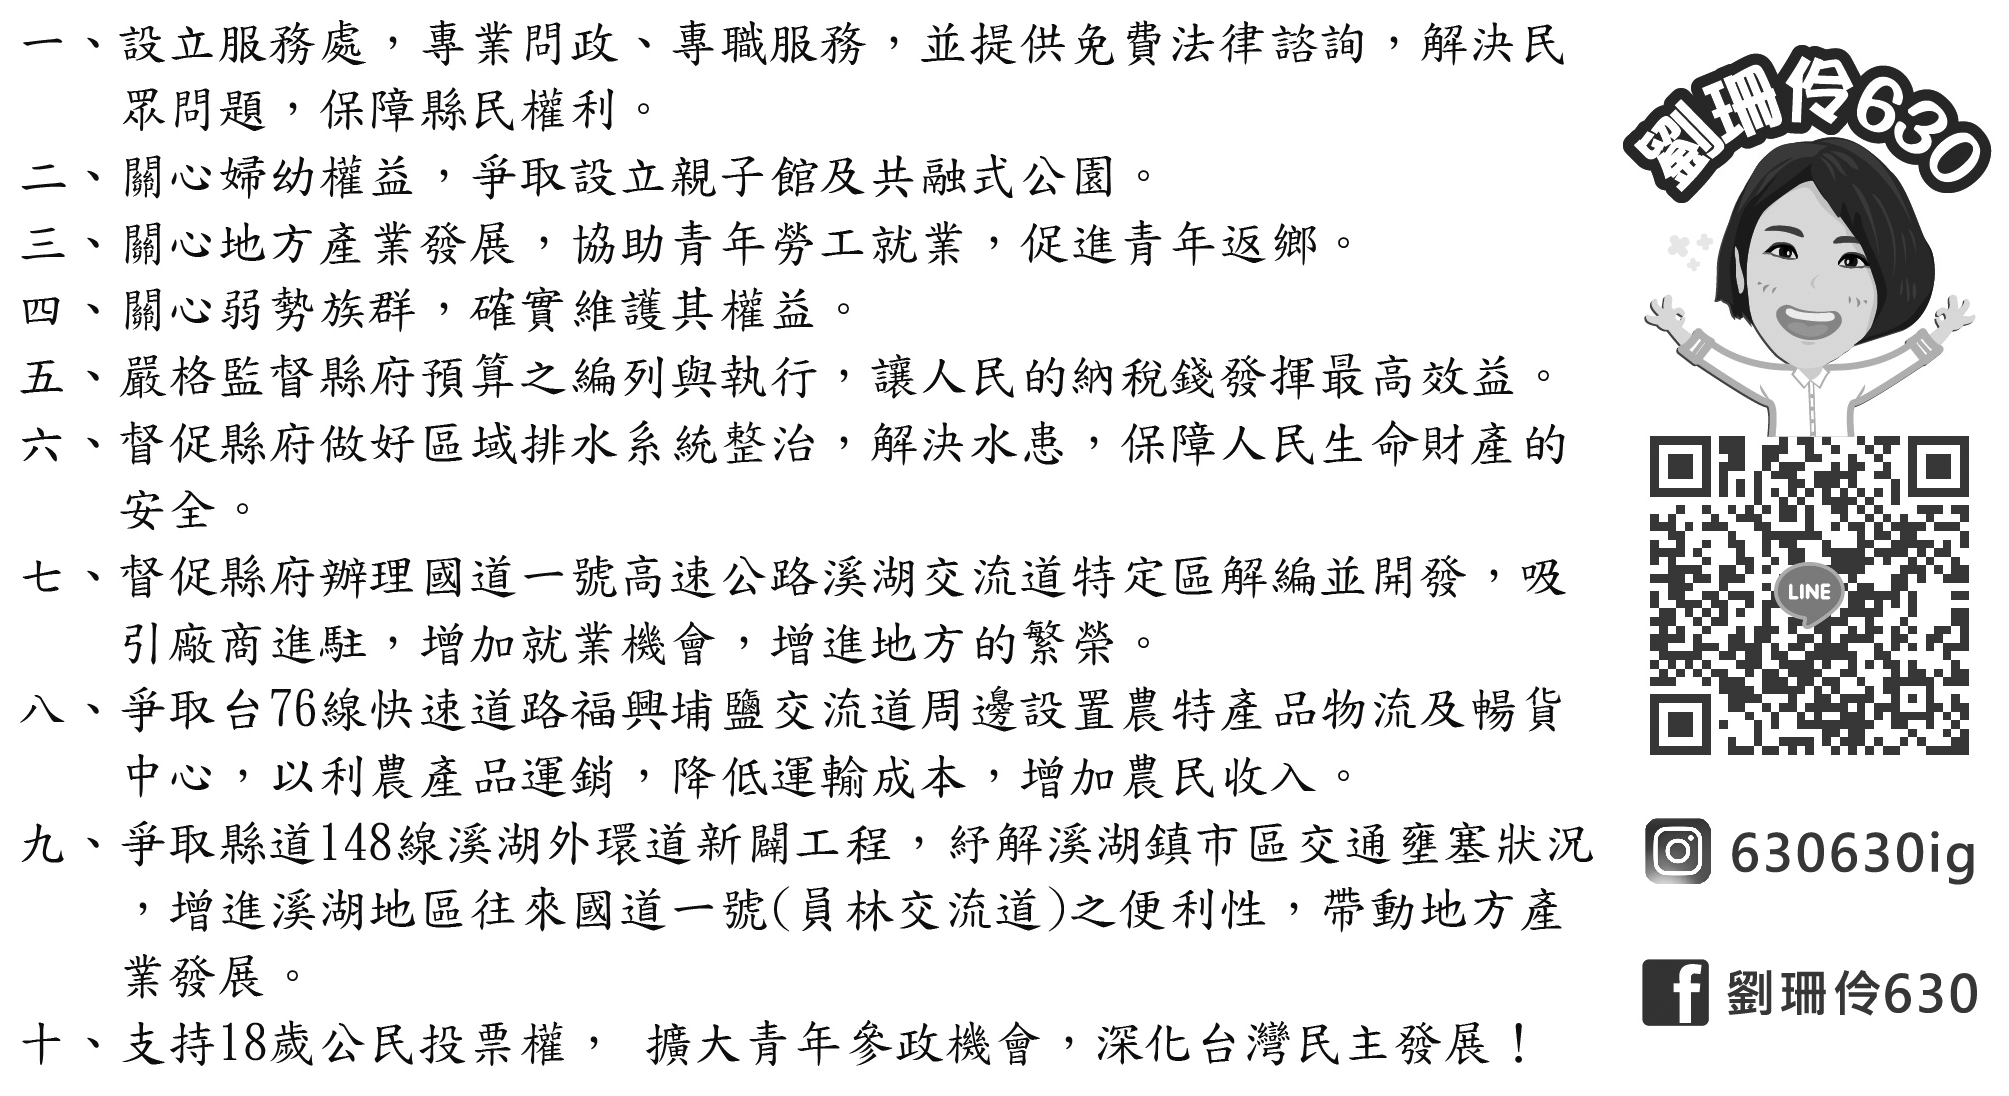 一、設立服務處，專業問政、專職服務，並提供免費法律諮詢，解決民
眾問題，保障縣民權利。
二、關心婦幼權益，爭取設立親子館及共融式公園。
三、關心地方產業發展，協助青年勞工就業，促進青年返鄉。
四、關心弱勢族群，確實維護其權益。
五、嚴格監督縣府預算之編列與執行，讓人民的納稅錢發揮最高效益。
六、督促縣府做好區域排水系統整治，解決水患，保障人民生命財產的
安全。
七、督促縣府辦理國道一號高速公路溪湖交流道特定區解編並開發，吸
引廠商進駐，增加就業機會，增進地方的繁榮。
八、爭取台76線快速道路福興埔鹽交流道周邊設置農特產品物流及暢貨
中心，以利農產品運銷，降低運輸成本，增加農民收入。
九、爭取縣道148線溪湖外環道新闢工程，紓解溪湖鎮市區交通壅塞狀況
，增進溪湖地區往來國道一號(員林交流道)之便利性，帶動地方產
業發展。
十、支持18歲公民投票權， 擴大青年參政機會，深化台灣民主發展！
劉珊伶630
LINE
630630ig
劉珊伶630